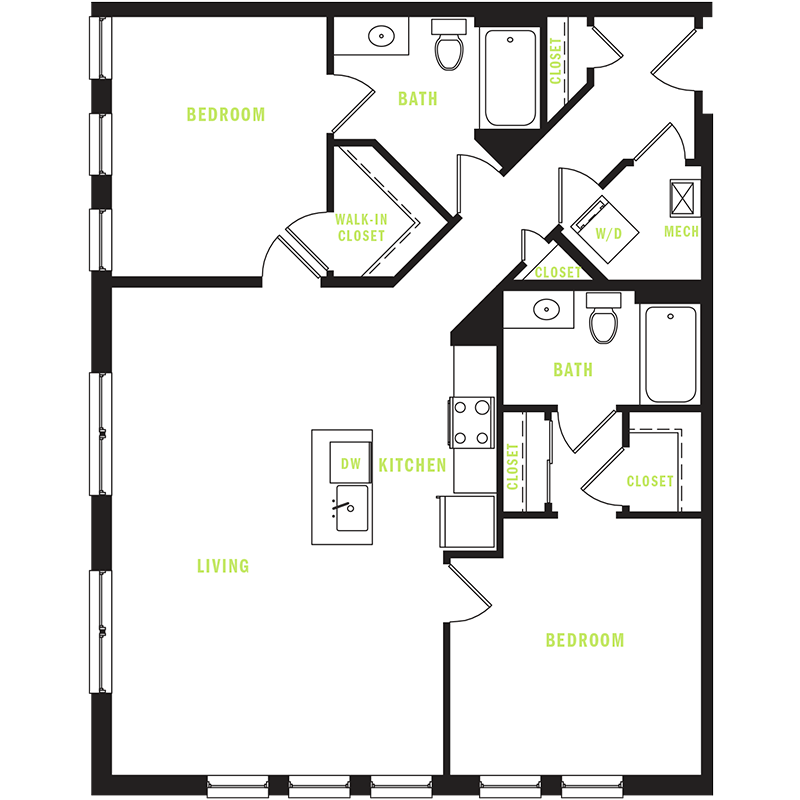 CLOSET
BATH
BEDROOM
WALK-IN
CLOSET
W/D
MECH
CLOSET
BATH
CLOSET
CLOSET
DW
KITCHEN
LIVING
BEDROOM